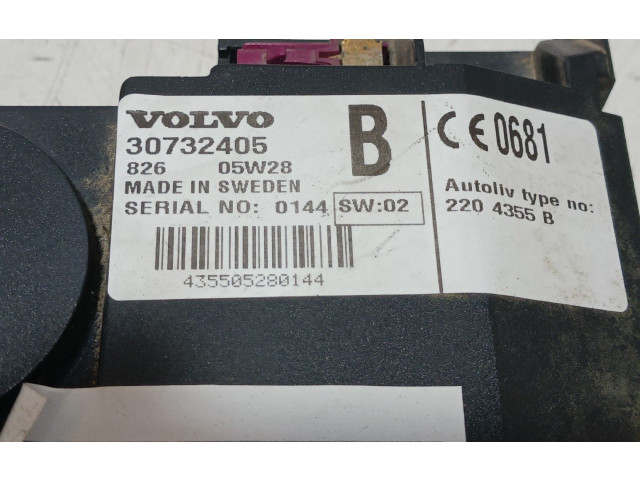 VOLVO
30732405
826 05W28
MADE IN SWEDEN
SERIAL NO: 0144 SW:02
435505280144
B
CE 0681
Autoliv type no:
220 4355 B